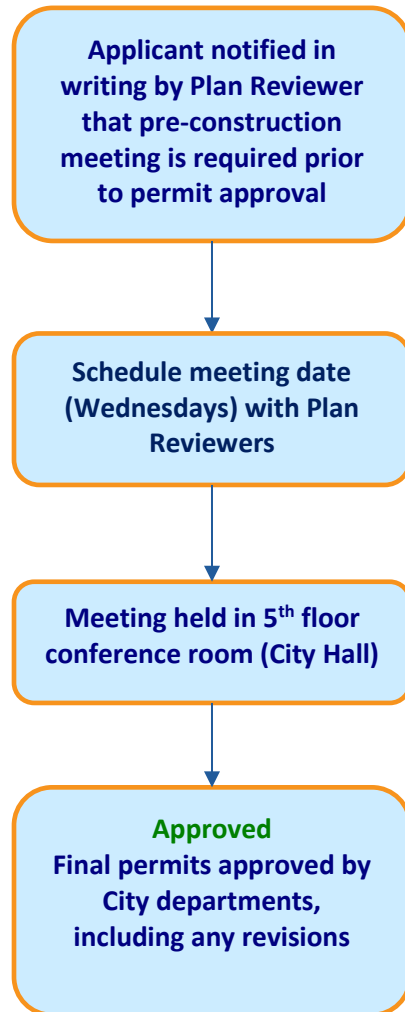 Applicant notified in
writing by Plan Reviewer
that pre-construction
meeting is required prior
to permit approval
Schedule meeting date
(Wednesdays) with Plan
Reviewers
Meeting held in 5th floor
conference room (City Hall)
Approved
Final permits approved by
City departments,
including any revisions